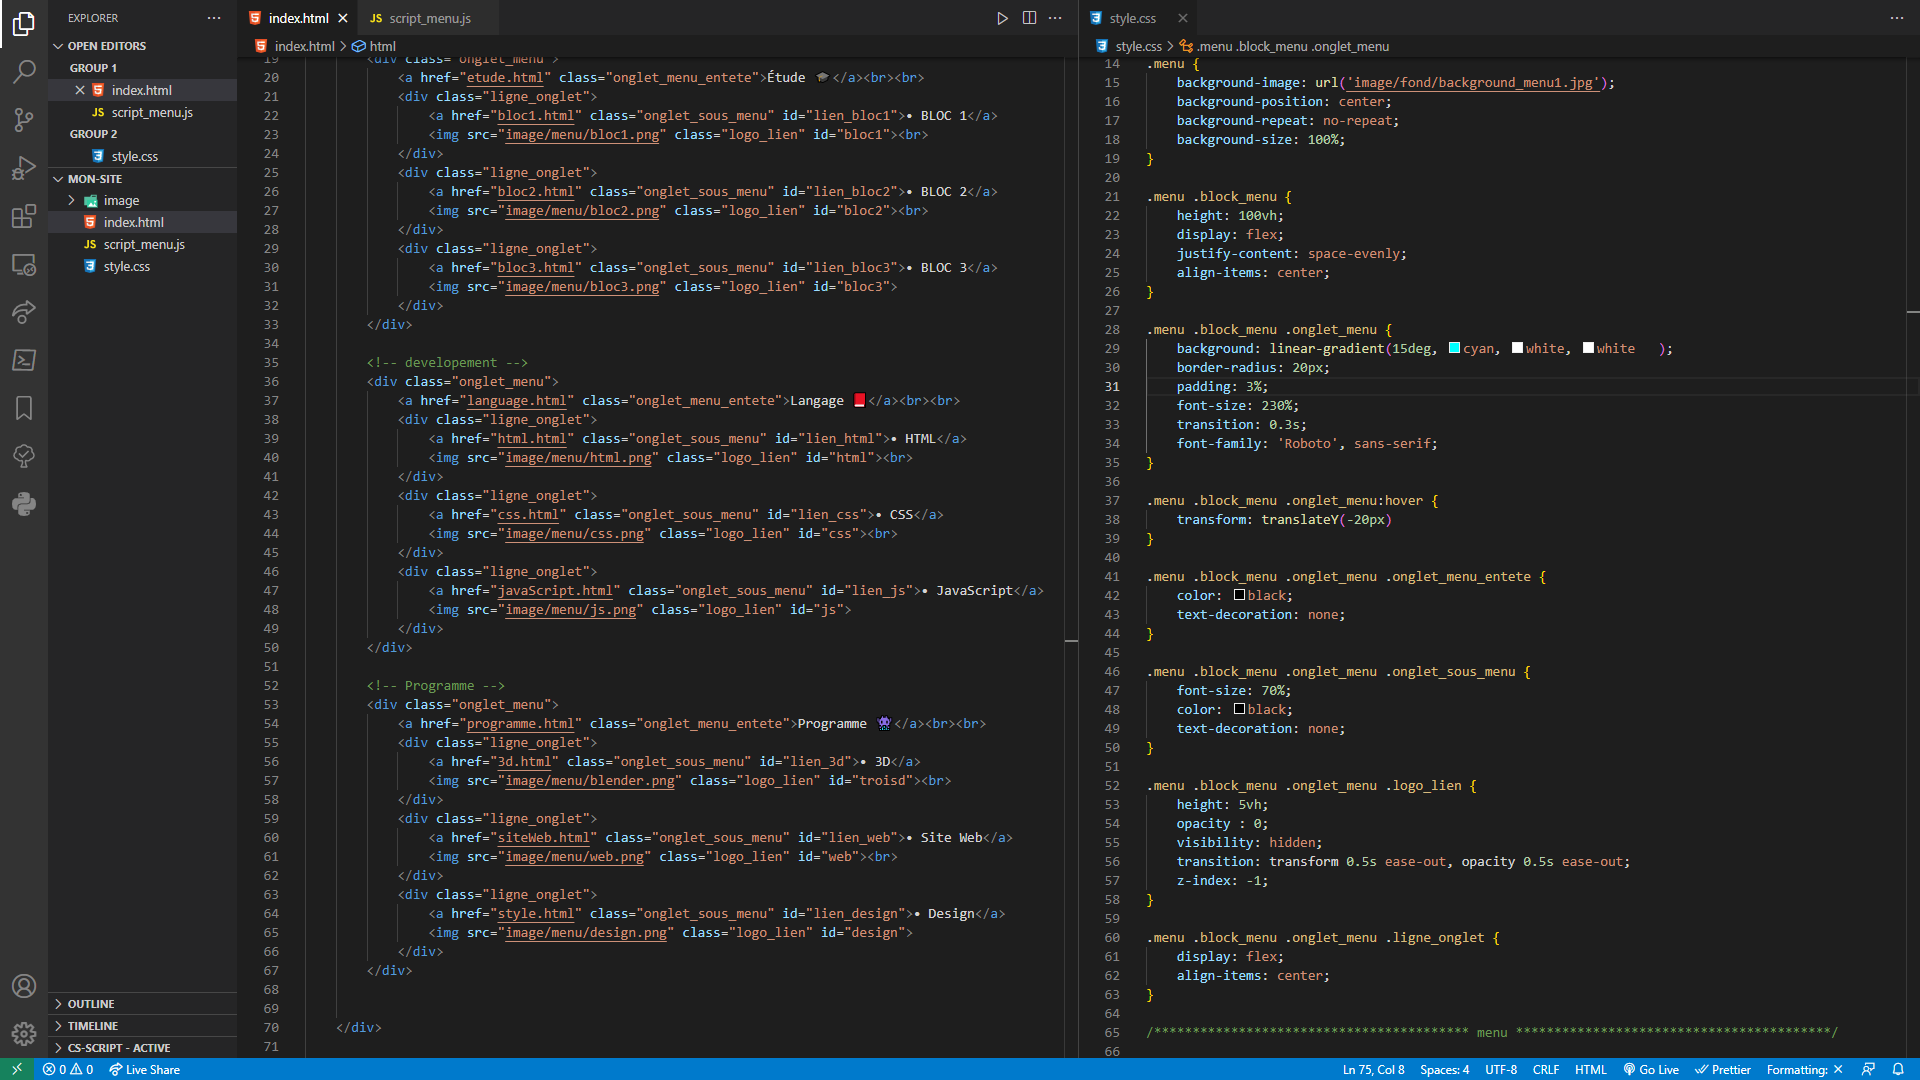 EXPLORER
OPEN EDITORS
GROUP 1
index.html
JS script_menu.js
GROUP 2
style.css
MON-SITE
image
index.html
JS script_menu.js
style.css
OUTLINE
TIMELINE
CS-SCRIPT - ACTIVE
index.html
JS script_menu.js
index.html > html
19 <div class="onglet_menu">
20 <a href="etude.html" class="onglet_menu_entete">Étude 🎓</a><br><br>
21 <div class="ligne_onglet">
22 <a href="bloc1.html" class="onglet_sous_menu" id="lien_bloc1">• BLOC 1</a>
23 <img src="image/menu/bloc1.png" class="logo_lien" id="bloc1"><br>
24 </div>
25 <div class="ligne_onglet">
26 <a href="bloc2.html" class="onglet_sous_menu" id="lien_bloc2">• BLOC 2</a>
27 <img src="image/menu/bloc2.png" class="logo_lien" id="bloc2"><br>
28 </div>
29 <div class="ligne_onglet">
30 <a href="bloc3.html" class="onglet_sous_menu" id="lien_bloc3">• BLOC 3</a>
31 <img src="image/menu/bloc3.png" class="logo_lien" id="bloc3">
32 </div>
33 </div>
34
35 <!-- developement -->
36 <div class="onglet_menu">
37 <a href="language.html" class="onglet_menu_entete">Langage 📕</a><br><br>
38 <div class="ligne_onglet">
39 <a href="html.html" class="onglet_sous_menu" id="lien_html">• HTML</a>
40 <img src="image/menu/html.png" class="logo_lien" id="html"><br>
41 </div>
42 <div class="ligne_onglet">
43 <a href="css.html" class="onglet_sous_menu" id="lien_css">• CSS</a>
44 <img src="image/menu/css.png" class="logo_lien" id="css"><br>
45 </div>
46 <div class="ligne_onglet">
47 <a href="javaScript.html" class="onglet_sous_menu" id="lien_js">• JavaScript</a>
48 <img src="image/menu/js.png" class="logo_lien" id="js">
49 </div>
50 </div>
51
52 <!-- Programme -->
53 <div class="onglet_menu">
54 <a href="programme.html" class="onglet_menu_entete">Programme 👾</a><br><br>
55 <div class="ligne_onglet">
56 <a href="3d.html" class="onglet_sous_menu" id="lien_3d">• 3D</a>
57 <img src="image/menu/blender.png" class="logo_lien" id="troisd"><br>
58 </div>
59 <div class="ligne_onglet">
60 <a href="siteWeb.html" class="onglet_sous_menu" id="lien_web">• Site Web</a>
61 <img src="image/menu/web.png" class="logo_lien" id="web"><br>
62 </div>
63 <div class="ligne_onglet">
64 <a href="style.html" class="onglet_sous_menu" id="lien_design">• Design</a>
65 <img src="image/menu/design.png" class="logo_lien" id="design">
66 </div>
67 </div>
68
69
70 </div>
71
style.css
style.css > .menu .block_menu .onglet_menu
14 .menu {
15 background-image: url('image/fond/background_menu1.jpg');
16 background-position: center;
17 background-repeat: no-repeat;
18 background-size: 100%;
19 }
20
21 .menu .block_menu {
22 height: 100vh;
23 display: flex;
24 justify-content: space-evenly;
25 align-items: center;
26 }
27
28 .menu .block_menu .onglet_menu {
29 background: linear-gradient(15deg, cyan, white, white );
30 border-radius: 20px;
31 padding: 3%;
32 font-size: 230%;
33 transition: 0.3s;
34 font-family: 'Roboto', sans-serif;
35 }
36
37 .menu .block_menu .onglet_menu:hover {
38 transform: translateY(-20px)
39 }
40
41 .menu .block_menu .onglet_menu .onglet_menu_entete {
42 color: black;
43 text-decoration: none;
44 }
45
46 .menu .block_menu .onglet_menu .onglet_sous_menu {
47 font-size: 70%;
48 color: black;
49 text-decoration: none;
50 }
51
52 .menu .block_menu .onglet_menu .logo_lien {
53 height: 5vh;
54 opacity : 0;
55 visibility: hidden;
56 transition: transform 0.5s ease-out, opacity 0.5s ease-out;
57 z-index: -1;
58 }
59
60 .menu .block_menu .onglet_menu .ligne_onglet {
61 display: flex;
62 align-items: center;
63 }
64
65 /***************************************** menu *****************************************/
66
0 0 Live Share
Ln 75, Col 8 Spaces: 4 UTF-8 CRLF HTML Go Live Prettier Formatting: ×